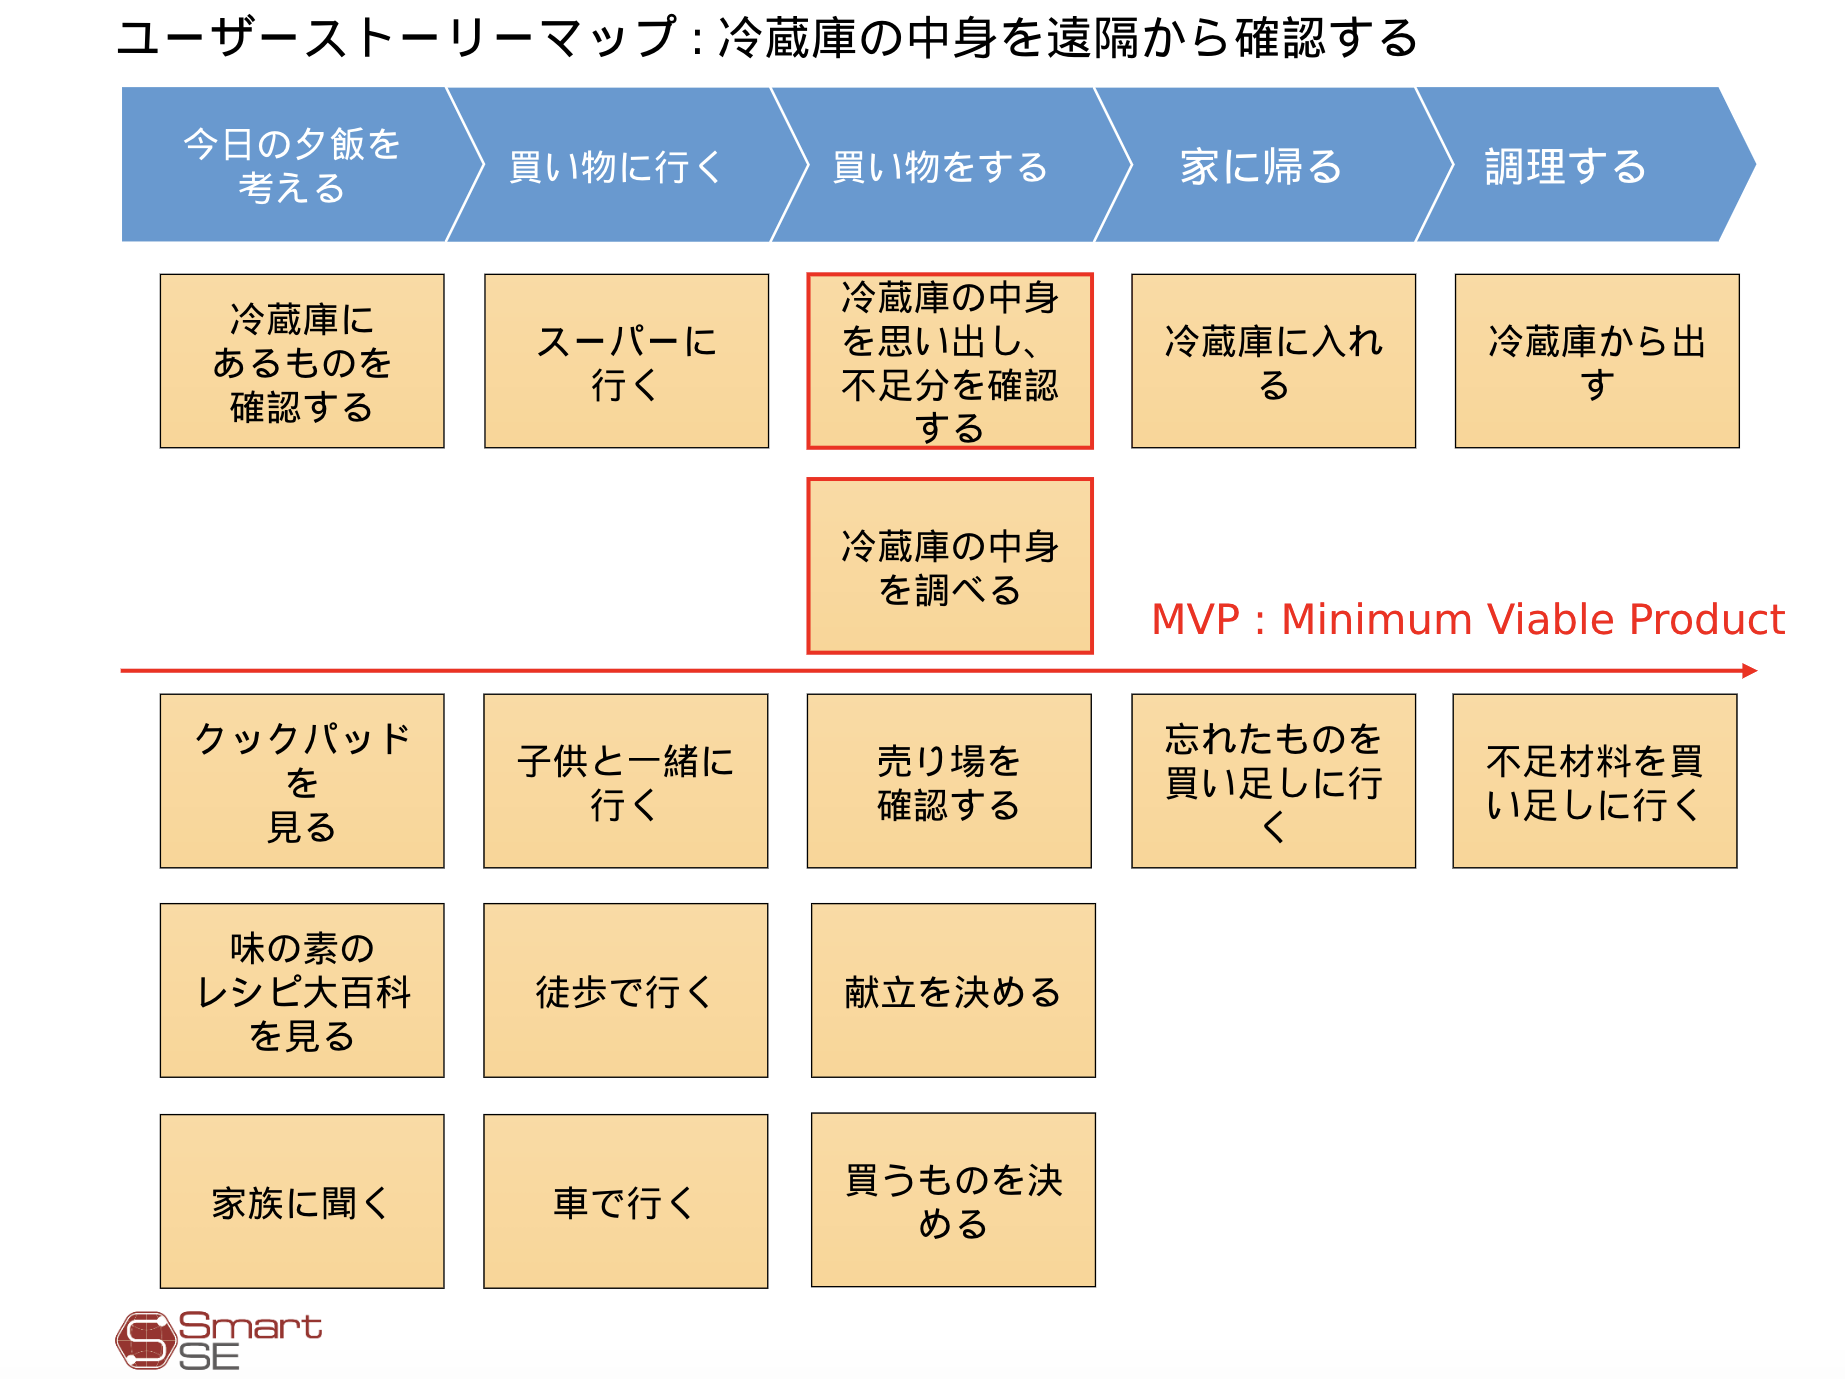 ユーザーストーリーマップ：冷蔵庫の中身を遠隔から確認する
今日の夕飯を
考える
買い物に行く
買い物をする
家に帰る
調理する
冷蔵庫に
あるものを
確認する
スーパーに
行く
冷蔵庫の中身
を思い出し、
不足分を確認
する
冷蔵庫に入れ
る
冷蔵庫から出
す
冷蔵庫の中身
を調べる
MVP：Minimum Viable Product
クックパッド
を
見る
子供と一緒に
行く
売り場を
確認する
忘れたものを
買い足しに行
く
不足材料を買
い足しに行く
味の素の
レシピ大百科
を見る
徒歩で行く
献立を決める
家族に聞く
車で行く
買うものを決
める
Smart
SE